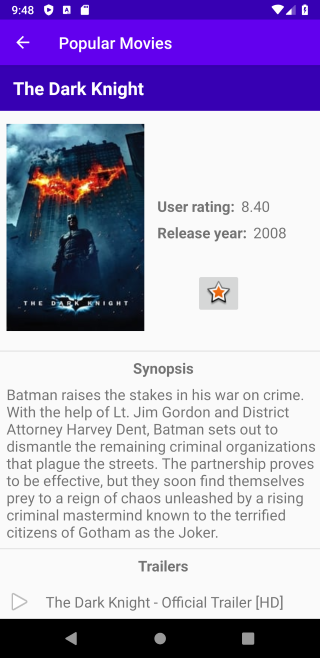 9:48
Popular Movies
The Dark Knight
THE DARK KNIGHT
User rating: 8.40
Release year: 2008
Synopsis
Batman raises the stakes in his war on crime.
With the help of Lt. Jim Gordon and District
Attorney Harvey Dent, Batman sets out to
dismantle the remaining criminal organizations
that plague the streets. The partnership proves
to be effective, but they soon find themselves
prey to a reign of chaos unleashed by a rising
criminal mastermind known to the terrified
citizens of Gotham as the Joker.
Trailers
The Dark Knight - Official Trailer [HD]